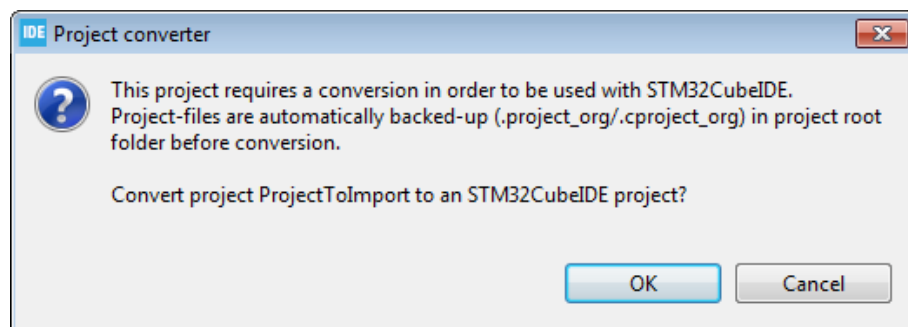 IDE Project converter
This project requires a conversion in order to be used with STM32CubeIDE.
Project-files are automatically backed-up (.project_org/.cproject_org) in project root
folder before conversion.
Convert project ProjectToImport to an STM32CubeIDE project?
OK Cancel